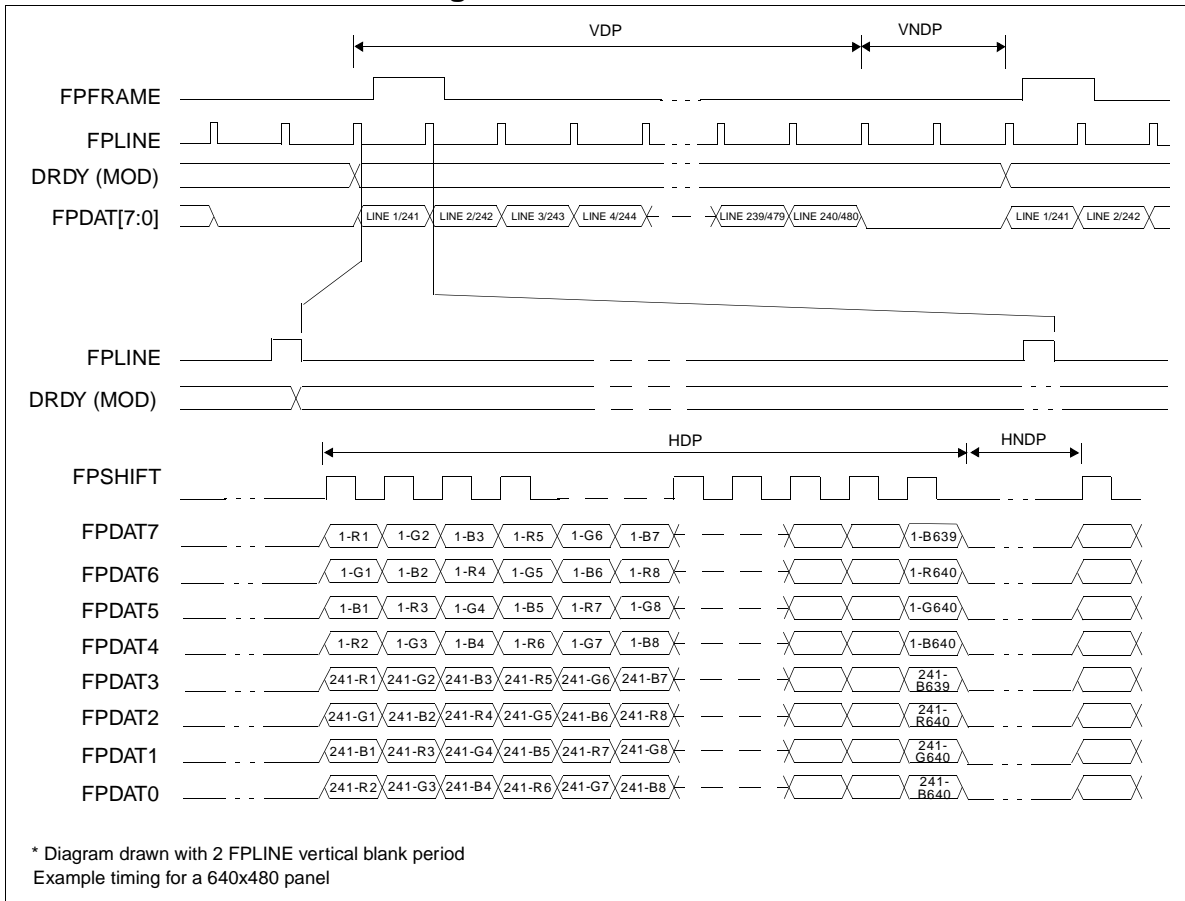 VDP VNDP
FPFRAME
FPLINE
DRDY (MOD)
FPDAT[7:0] LINE 1/241 LINE 2/242 LINE 3/243 LINE 4/244 LINE 239/479 LINE 240/480 LINE 1/241 LINE 2/242
FPLINE
DRDY (MOD)
HDP HNDP
FPSHIFT
FPDAT7 1-R1 1-G2 1-B3 1-R5 1-G6 1-B7 1-B639
FPDAT6 1-G1 1-B2 1-R4 1-G5 1-B6 1-R8 1-R640
FPDAT5 1-B1 1-R3 1-G4 1-B5 1-R7 1-G8 1-G640
FPDAT4 1-R2 1-G3 1-B4 1-R6 1-G7 1-B8 1-B640
FPDAT3 241-R1 241-G2 241-B3 241-R5 241-G6 241-B7 241-B639
FPDAT2 241-G1 241-B2 241-R4 241-G5 241-B6 241-R8 241-R640
FPDAT1 241-B1 241-R3 241-G4 241-B5 241-R7 241-G8 241-G640
FPDAT0 241-R2 241-G3 241-B4 241-R6 241-G7 241-B8 241-B640
* Diagram drawn with 2 FPLINE vertical blank period
Example timing for a 640x480 panel